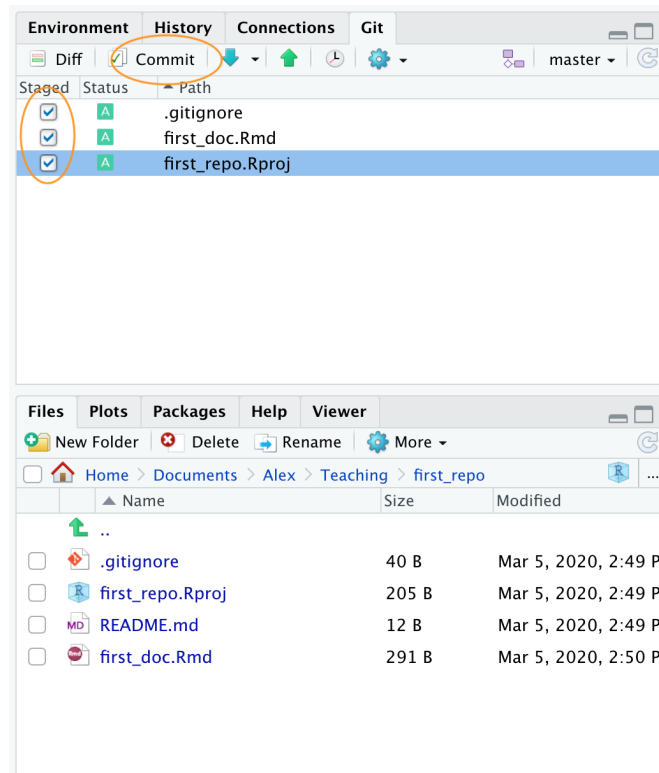 Environment History Connections Git
Diff Commit master
Staged Status Path
A .gitignore
A first_doc.Rmd
A first_repo.Rproj
Files Plots Packages Help Viewer
New Folder Delete Rename More
Home > Documents > Alex > Teaching > first_repo R ...
Name Size Modified
..
.gitignore 40 B Mar 5, 2020, 2:49 P
R first_repo.Rproj 205 B Mar 5, 2020, 2:49 P
MD README.md 12 B Mar 5, 2020, 2:49 P
Rmd first_doc.Rmd 291 B Mar 5, 2020, 2:50 P